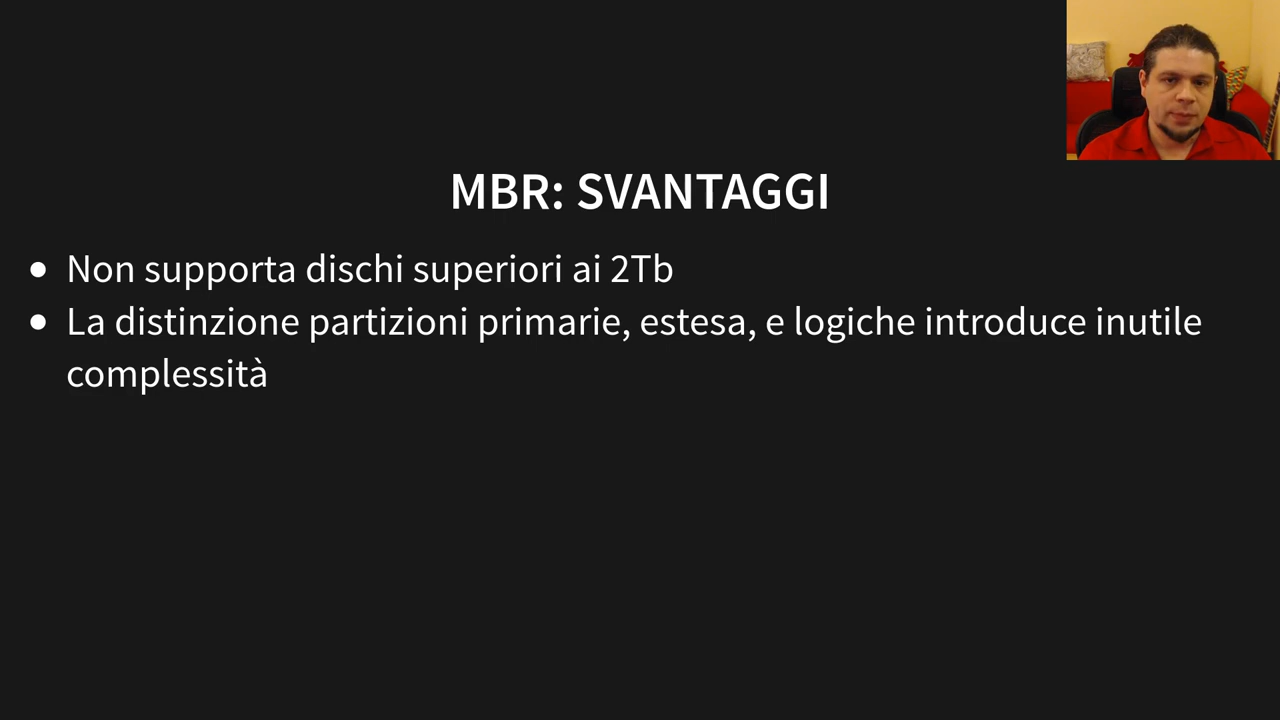 MBR: SVANTAGGI
Non supporta dischi superiori ai 2Tb
La distinzione partizioni primarie, estesa, e logiche introduce inutile
complessità